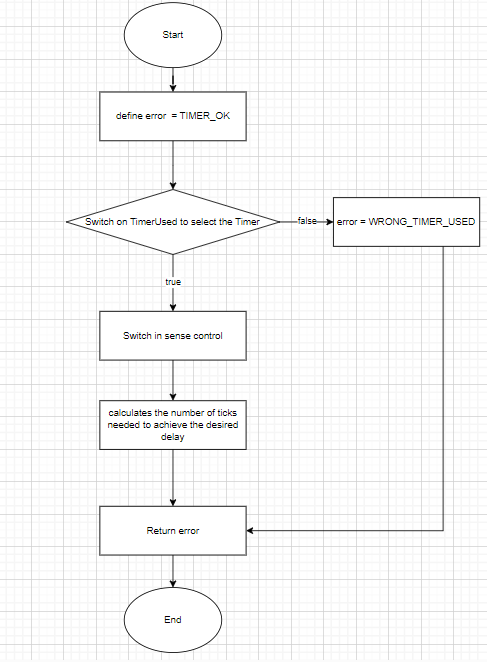 Start
define error = TIMER_OK
Switch on TimerUsed to select the Timer
false
error = WRONG_TIMER_USED
true
Switch in sense control
calculates the number of ticks
needed to achieve the desired
delay
Return error
End